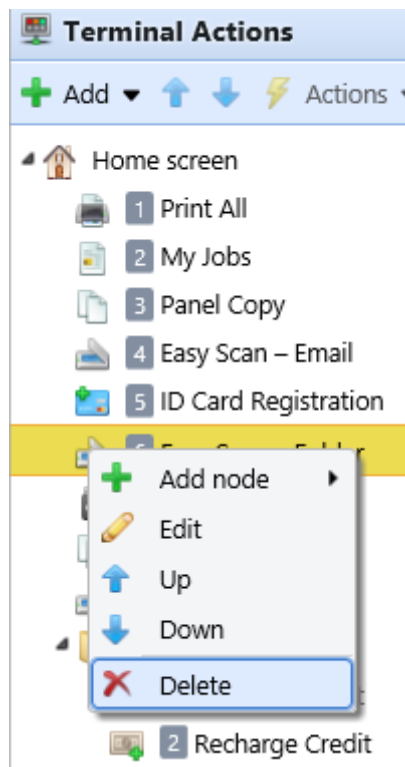 Terminal Actions
Add Actions
Home screen
1 Print All
2 My Jobs
3 Panel Copy
4 Easy Scan – Email
5 ID Card Registration
Add node
Edit
Up
Down
Delete
2 Recharge Credit